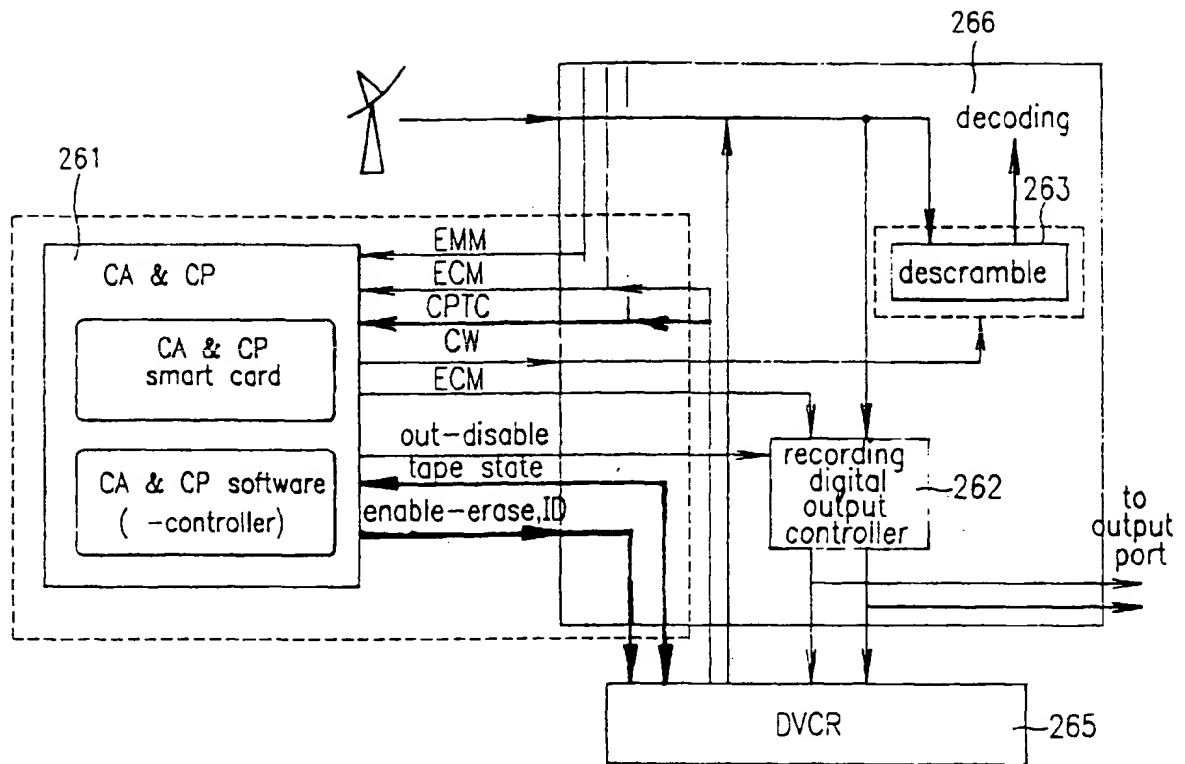 266
decoding
261
263
EMM
CA & CP
ECM
descramble
CPTC
CA & CP
smart card
CW
ECM
out-disable
recording
digital
output
controller
tape state
262
CA & CP software
( -controller)
enable-erase,ID
to
output
port
DVCR
265